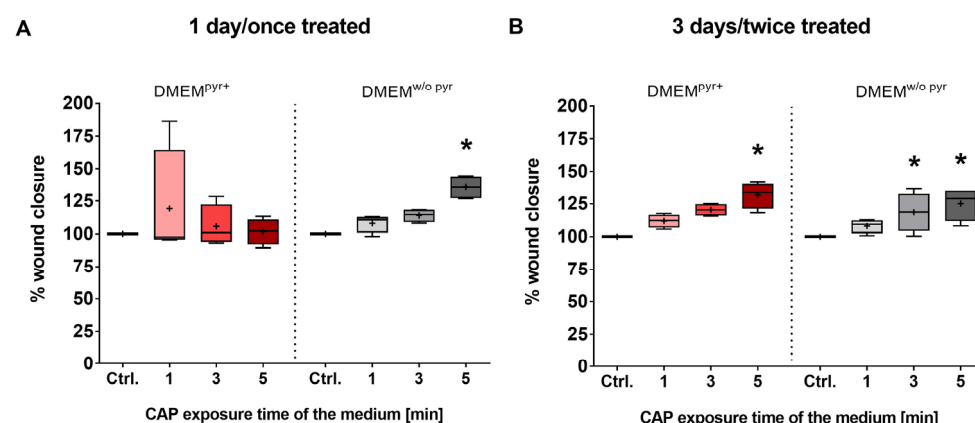 A
1 day/once treated
DMEMpyr+
DMEMw/o pyr
% wound closure
200
175
150
125
100
75
50
25
0
*
Ctrl.
1
3
5
Ctrl.
1
3
5
CAP exposure time of the medium [min]
B
3 days/twice treated
DMEMpyr+
DMEMw/o pyr
% wound closure
200
175
150
125
100
75
50
25
0
*
*
*
Ctrl.
1
3
5
Ctrl.
1
3
5
CAP exposure time of the medium [min]